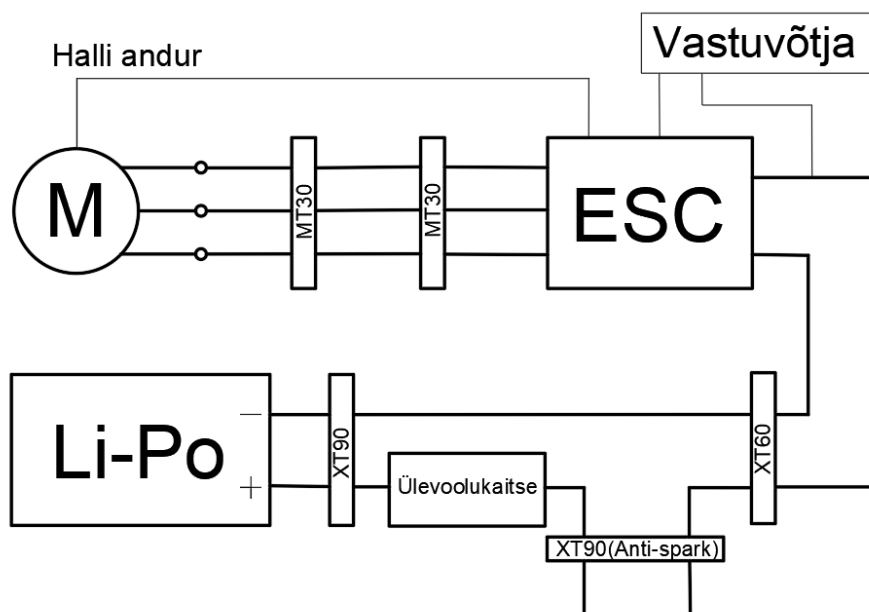 Vastuvõtja
Halli andur
M
MT30
MT30
ESC
Li-Po
—
+
XT90
Ülevoolukaitse
XT60
XT90(Anti-spark)